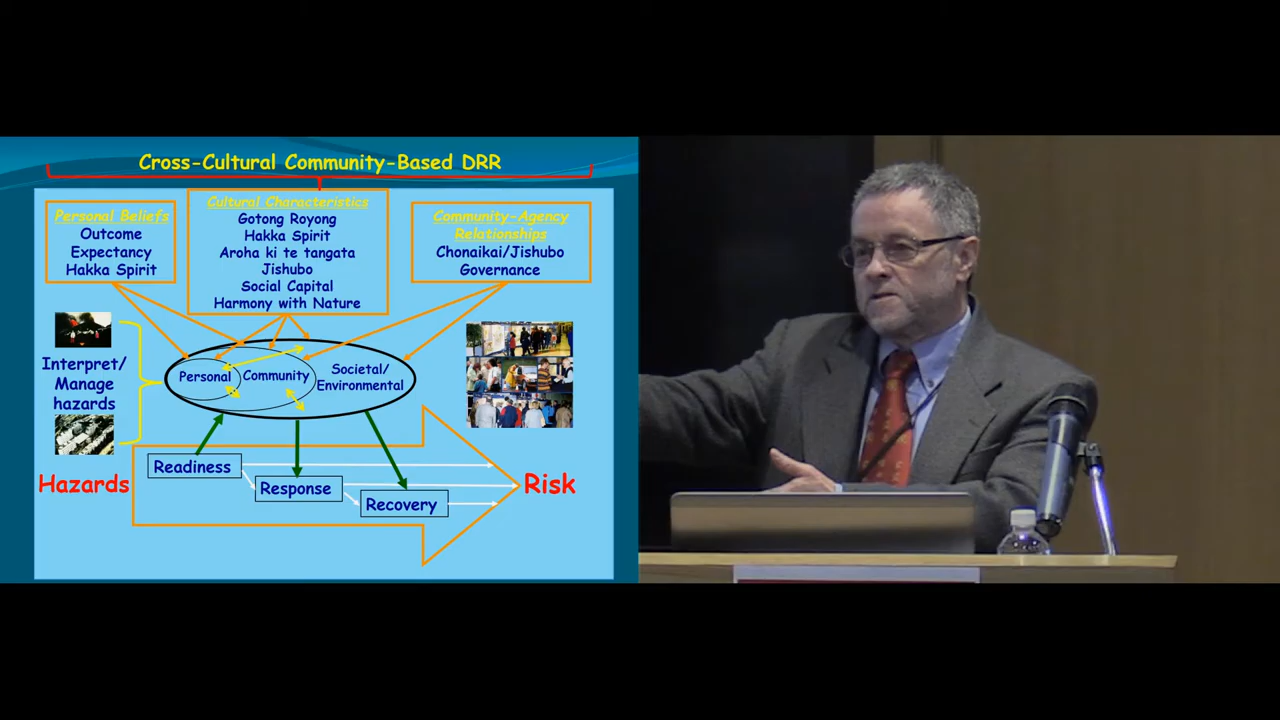 Cross-Cultural Community-Based DRR
Personal Beliefs
Outcome
Expectancy
Hakka Spirit
Cultural Characteristics
Gotong Royong
Hakka Spirit
Aroha ki te tangata
Jishubo
Social Capital
Harmony with Nature
Community-Agency
Relationships
Chonaikai/Jishubo
Governance
Interpret/
Manage
hazards
Personal
Community
Societal/
Environmental
Hazards
Readiness
Response
Recovery
Risk